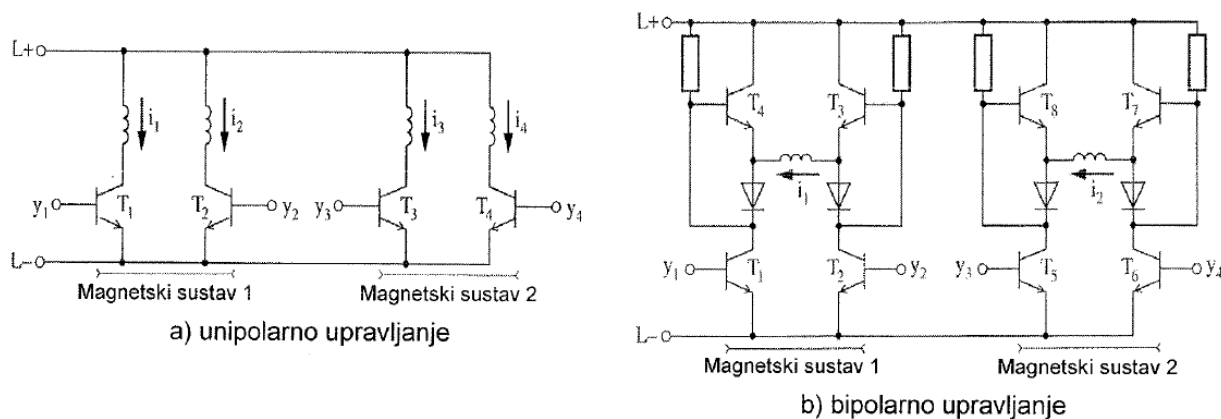 L+
i₁
i₂
i₃
i₄
y₁
T₁
T₂
y₂
y₃
T₃
T₄
y₄
L−
Magnetski sustav 1
Magnetski sustav 2
a) unipolarno upravljanje
L+
T₄
T₃
T₈
T₇
i₁
i₂
y₁
T₁
T₂
y₂
y₃
T₅
T₆
y₄
L−
Magnetski sustav 1
Magnetski sustav 2
b) bipolarno upravljanje